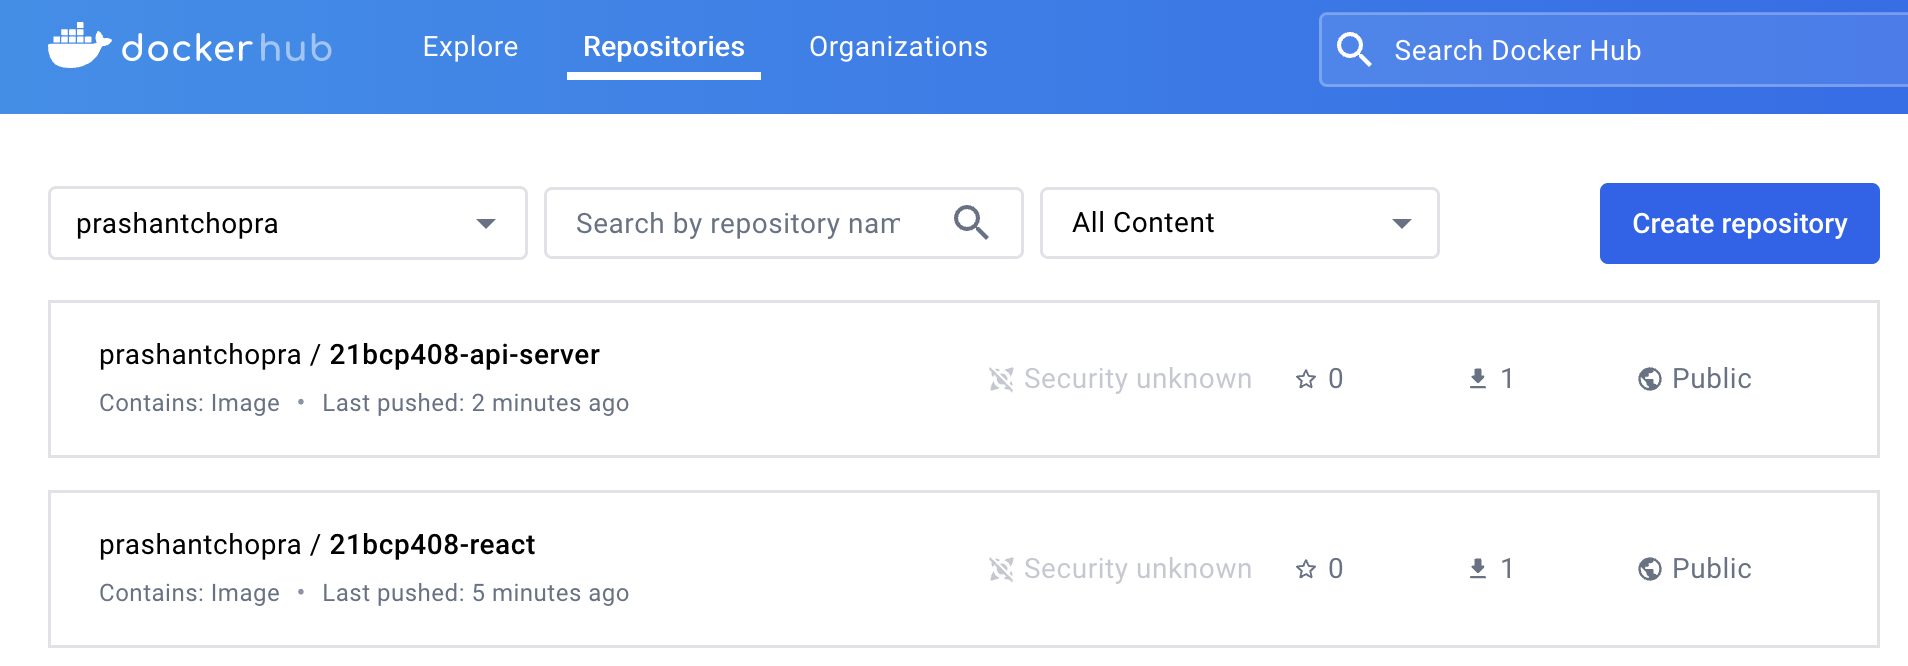 docker hub Explore Repositories Organizations Search Docker Hub
prashantchopra Search by repository nam All Content Create repository
prashantchopra / 21bcp408-api-server
Security unknown 0 1 Public
Contains: Image • Last pushed: 2 minutes ago
prashantchopra / 21bcp408-react
Security unknown 0 1 Public
Contains: Image • Last pushed: 5 minutes ago